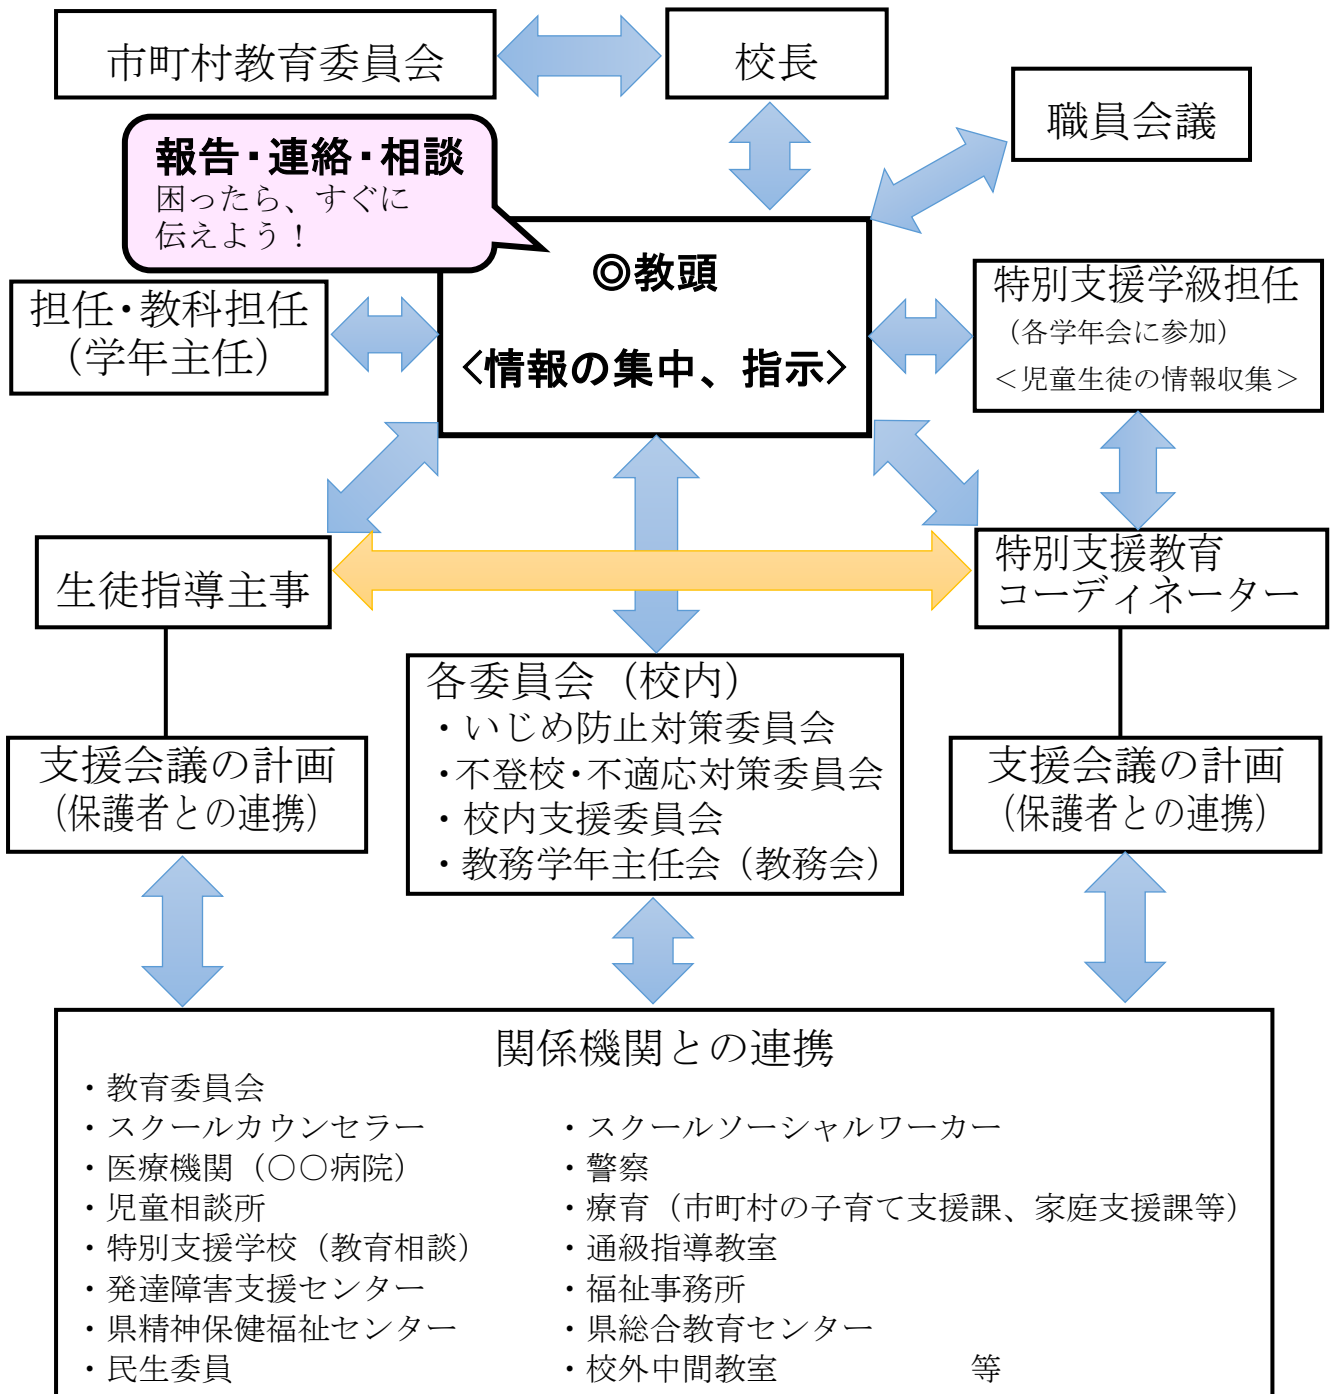 市町村教育委員会
校長
職員会議
報告・連絡・相談
困ったら、すぐに
伝えよう！
◎教頭
<情報の集中、指示>
担任・教科担任
（学年主任）
特別支援学級担任
（各学年会に参加）
＜児童生徒の情報収集＞
生徒指導主事
特別支援教育
コーディネーター
各委員会（校内）
・いじめ防止対策委員会
・不登校・不適応対策委員会
・校内支援委員会
・教務学年主任会（教務会）
支援会議の計画
（保護者との連携）
支援会議の計画
（保護者との連携）
関係機関との連携
・教育委員会
・スクールカウンセラー
・スクールソーシャルワーカー
・医療機関（○○病院）
・警察
・児童相談所
・療育（市町村の子育て支援課、家庭支援課等）
・特別支援学校（教育相談）
・通級指導教室
・発達障害支援センター
・福祉事務所
・県精神保健福祉センター
・県総合教育センター
・民生委員
・校外中間教室　　　　　　等